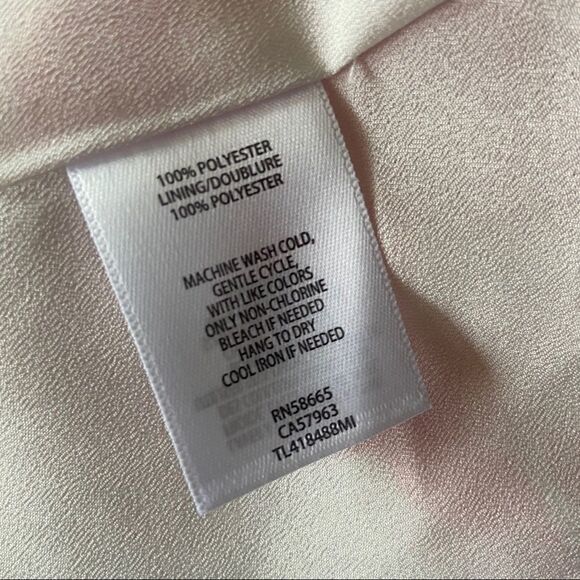 100% POLYESTER
LINING/DOUBLURE
100% POLYESTER
MACHINE WASH COLD,
GENTLE CYCLE,
WITH LIKE COLORS
ONLY NON-CHLORINE
BLEACH IF NEEDED
HANG TO DRY
COOL IRON IF NEEDED
RN58665
CA57963
TL418488MI